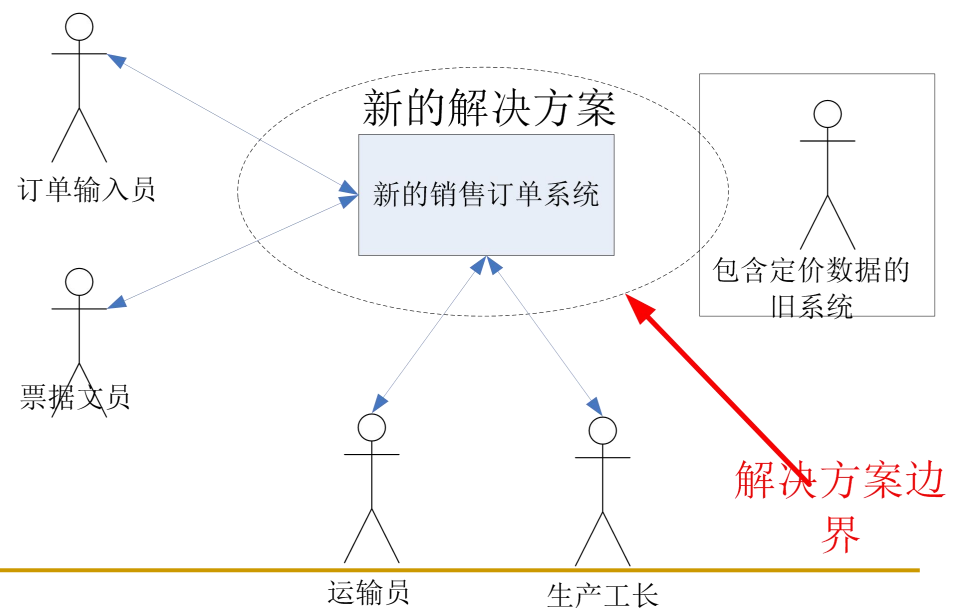 新的解决方案
新的销售订单系统
订单输入员
包含定价数据的
旧系统
票据文员
解决方案边
界
运输员
生产工长